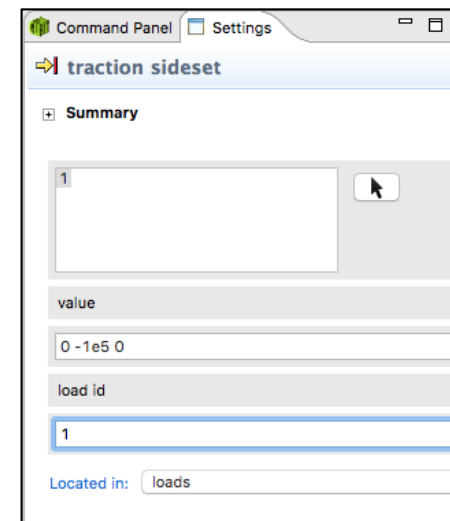 Command Panel Settings
traction sideset
Summary
1
value
0 -1e5 0
load id
1
Located in: loads